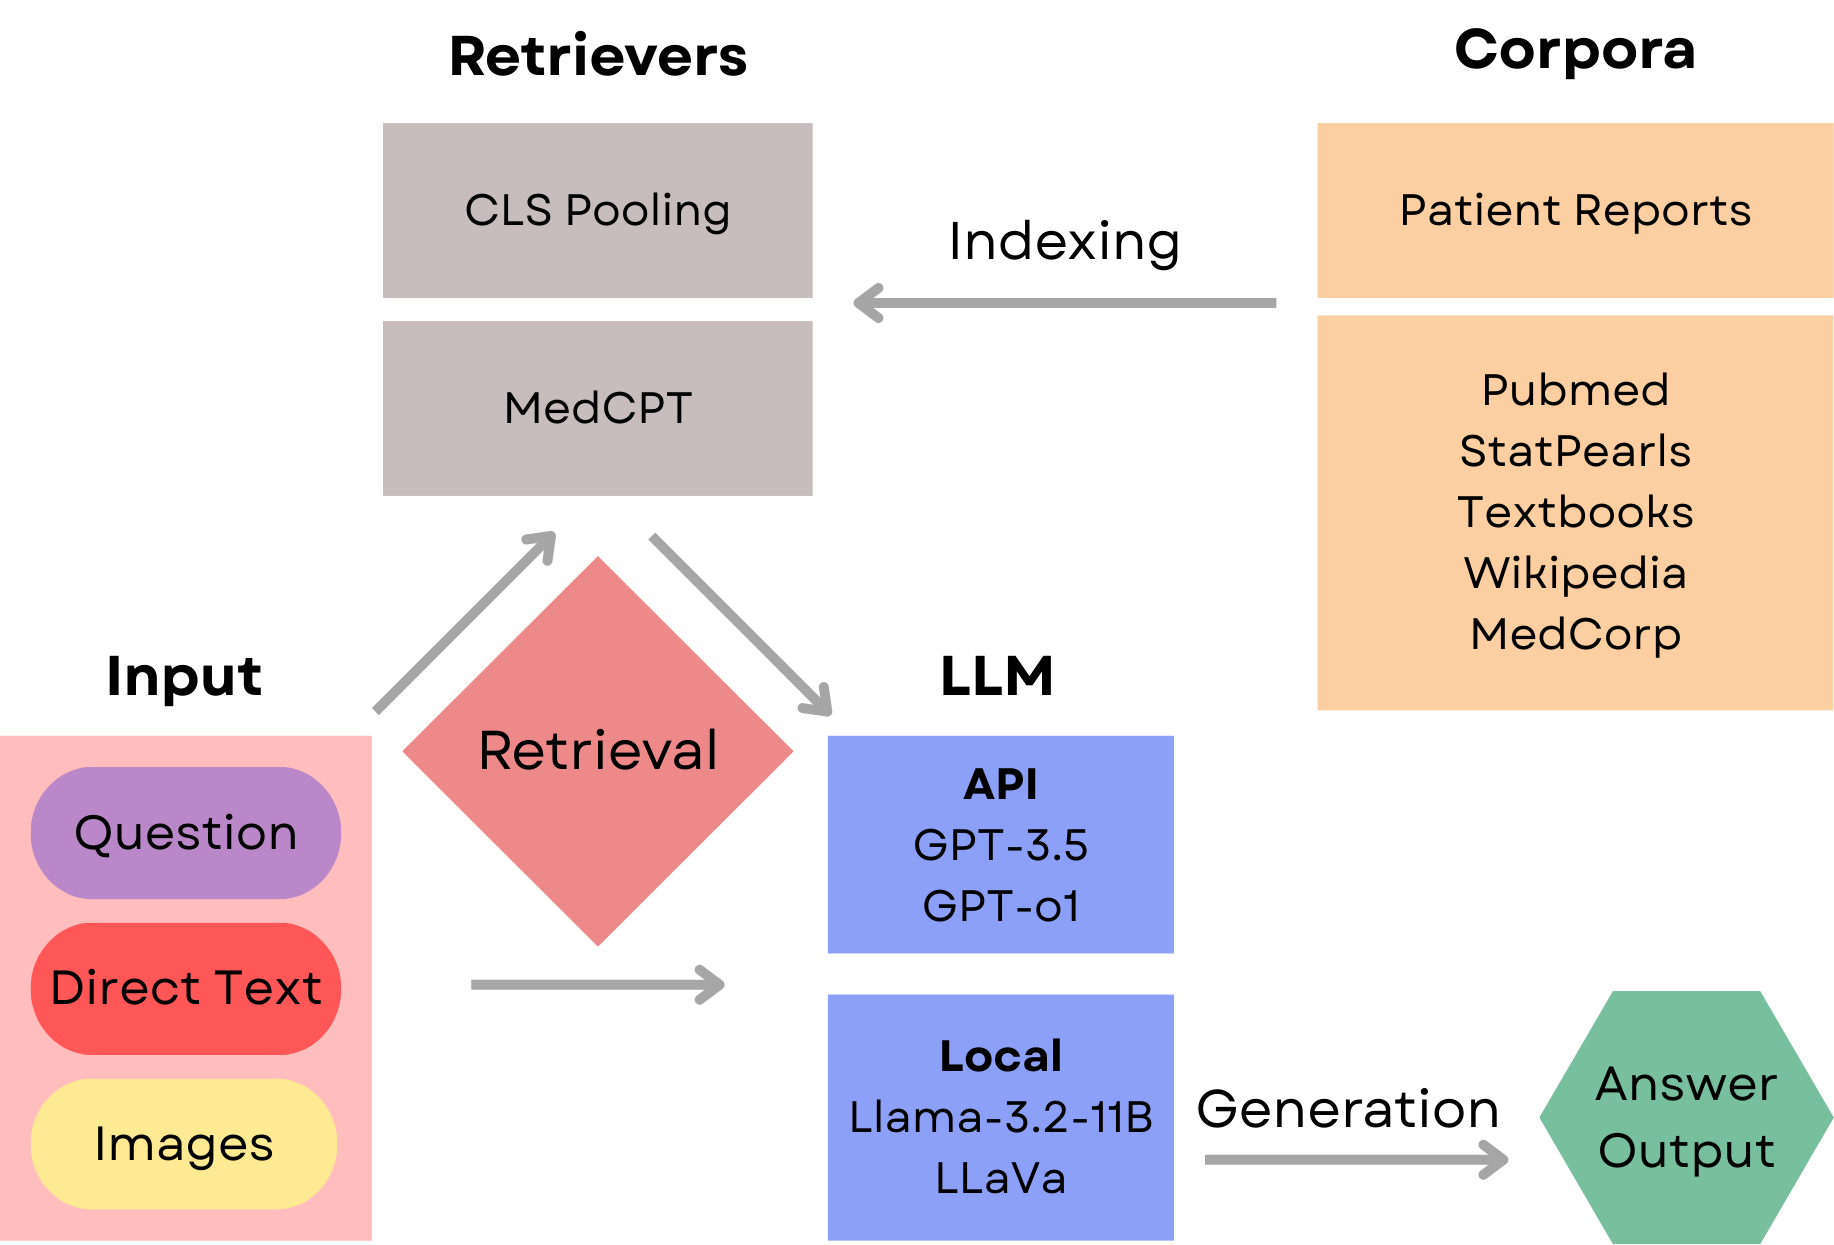 Retrievers
CLS Pooling
MedCPT
Indexing
Corpora
Patient Reports
Pubmed
StatPearls
Textbooks
Wikipedia
MedCorp
Input
Question
Direct Text
Images
Retrieval
LLM
API
GPT-3.5
GPT-o1
Local
Llama-3.2-11B
LLaVa
Generation
Answer
Output